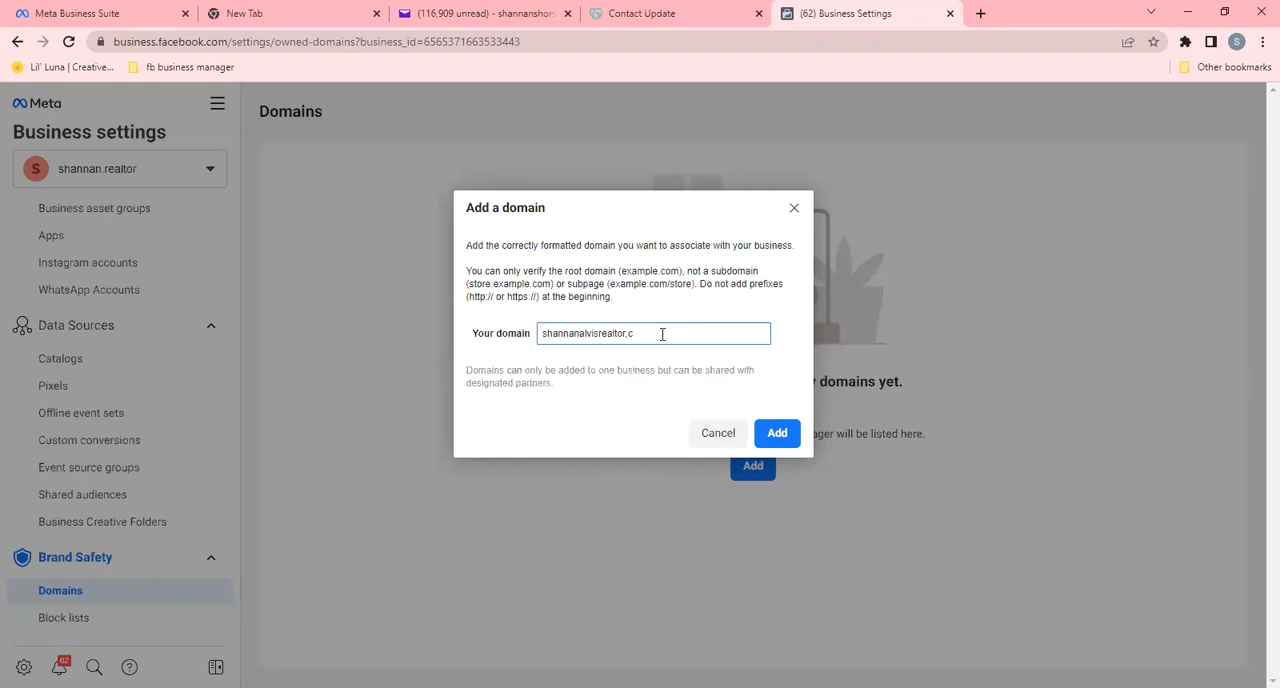 Meta Business Suite
New Tab
(116,909 unread) - shannanshors
Contact Update
(62) Business Settings
business.facebook.com/settings/owned-domains?business_id=6565371663533443
S
Lil' Luna | Creative...
fb business manager
Other bookmarks
Meta
Business settings
S shannan.realtor
Business asset groups
Apps
Instagram accounts
WhatsApp Accounts
Data Sources
Catalogs
Pixels
Offline event sets
Custom conversions
Event source groups
Shared audiences
Business Creative Folders
Brand Safety
Domains
Block lists
62
Domains
Add a domain
Add the correctly formatted domain you want to associate with your business.
You can only verify the root domain (example.com), not a subdomain
(store.example.com) or subpage (example.com/store). Do not add prefixes
(http:// or https://) at the beginning.
Your domain shannanalvisrealtor,c
Domains can only be added to one business but can be shared with
designated partners.
Cancel Add
domains yet.
ager will be listed here.
Add